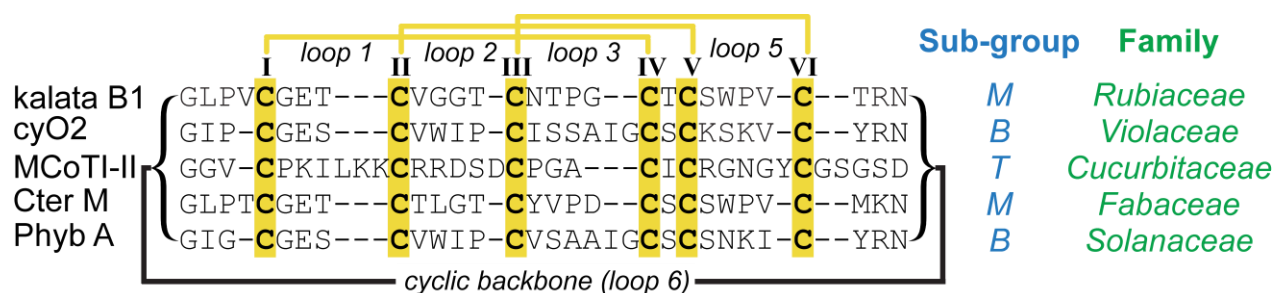 loop 1 loop 2 loop 3 loop 5 Sub-group Family
I II III IV V VI
kalata B1 GLPVCGET---CVGGT-CNTPG---CTCSWPV-C---TRN M Rubiaceae
cyO2 GIP-CGES---CVWIP-CISSAIGCSCKSKV-C---YRN B Violaceae
MCoTI-II GGV-CPKILKKCRRDSDCPGA---CICRGNGYCGSGSD T Cucurbitaceae
Cter M GLPTCGET---CTLGT-CYVPD--CSCSWPV-C--MKN M Fabaceae
Phyb A GIG-CGES---CVWIP-CVSAAIGCSCSNKI-C--YRN B Solanaceae
cyclic backbone (loop 6)